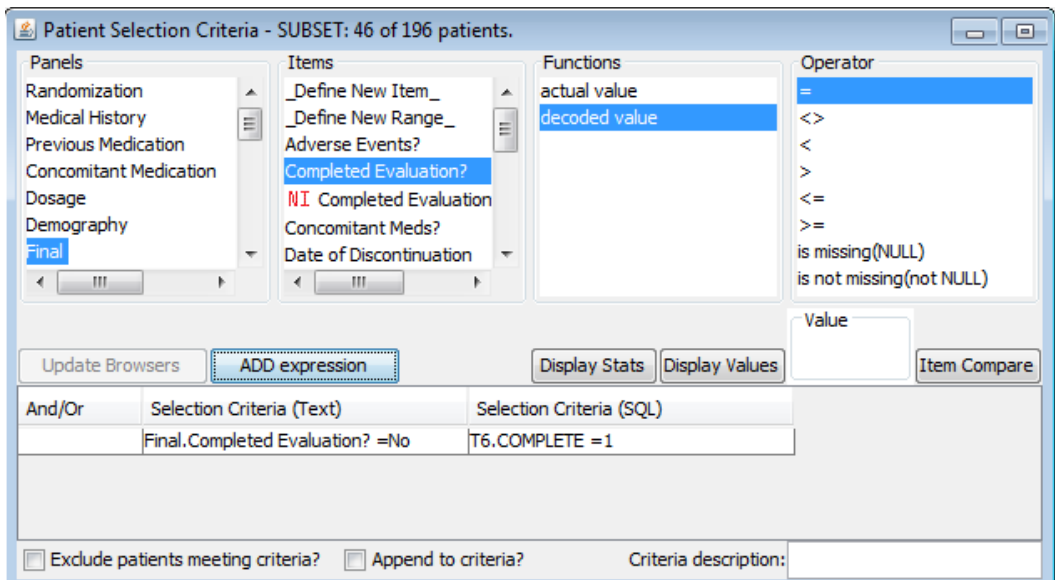 Patient Selection Criteria - SUBSET: 46 of 196 patients.
Panels
Randomization
Medical History
Previous Medication
Concomitant Medication
Dosage
Demography
Final
Items
_Define New Item_
_Define New Range_
Adverse Events?
Completed Evaluation?
NI Completed Evaluation
Concomitant Meds?
Date of Discontinuation
Functions
actual value
decoded value
Operator
=
<>
<
>
<=
>=
is missing(NULL)
is not missing(not NULL)
Value
Update Browsers ADD expression Display Stats Display Values Item Compare
And/Or Selection Criteria (Text) Selection Criteria (SQL)
Final.Completed Evaluation? =No T6.COMPLETE =1
Exclude patients meeting criteria? Append to criteria? Criteria description: